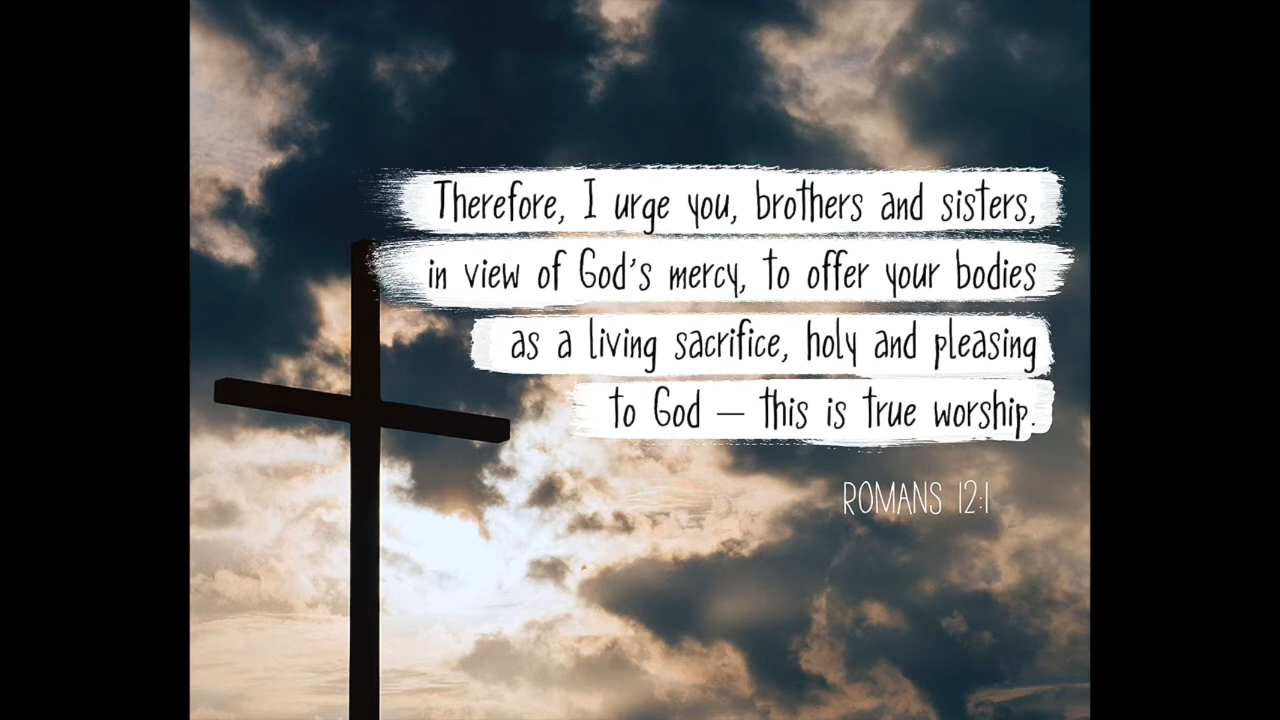 Therefore, I urge you, brothers and sisters,
in view of God's mercy, to offer your bodies
as a living sacrifice, holy and pleasing
to God — this is true worship.
ROMANS 12:1